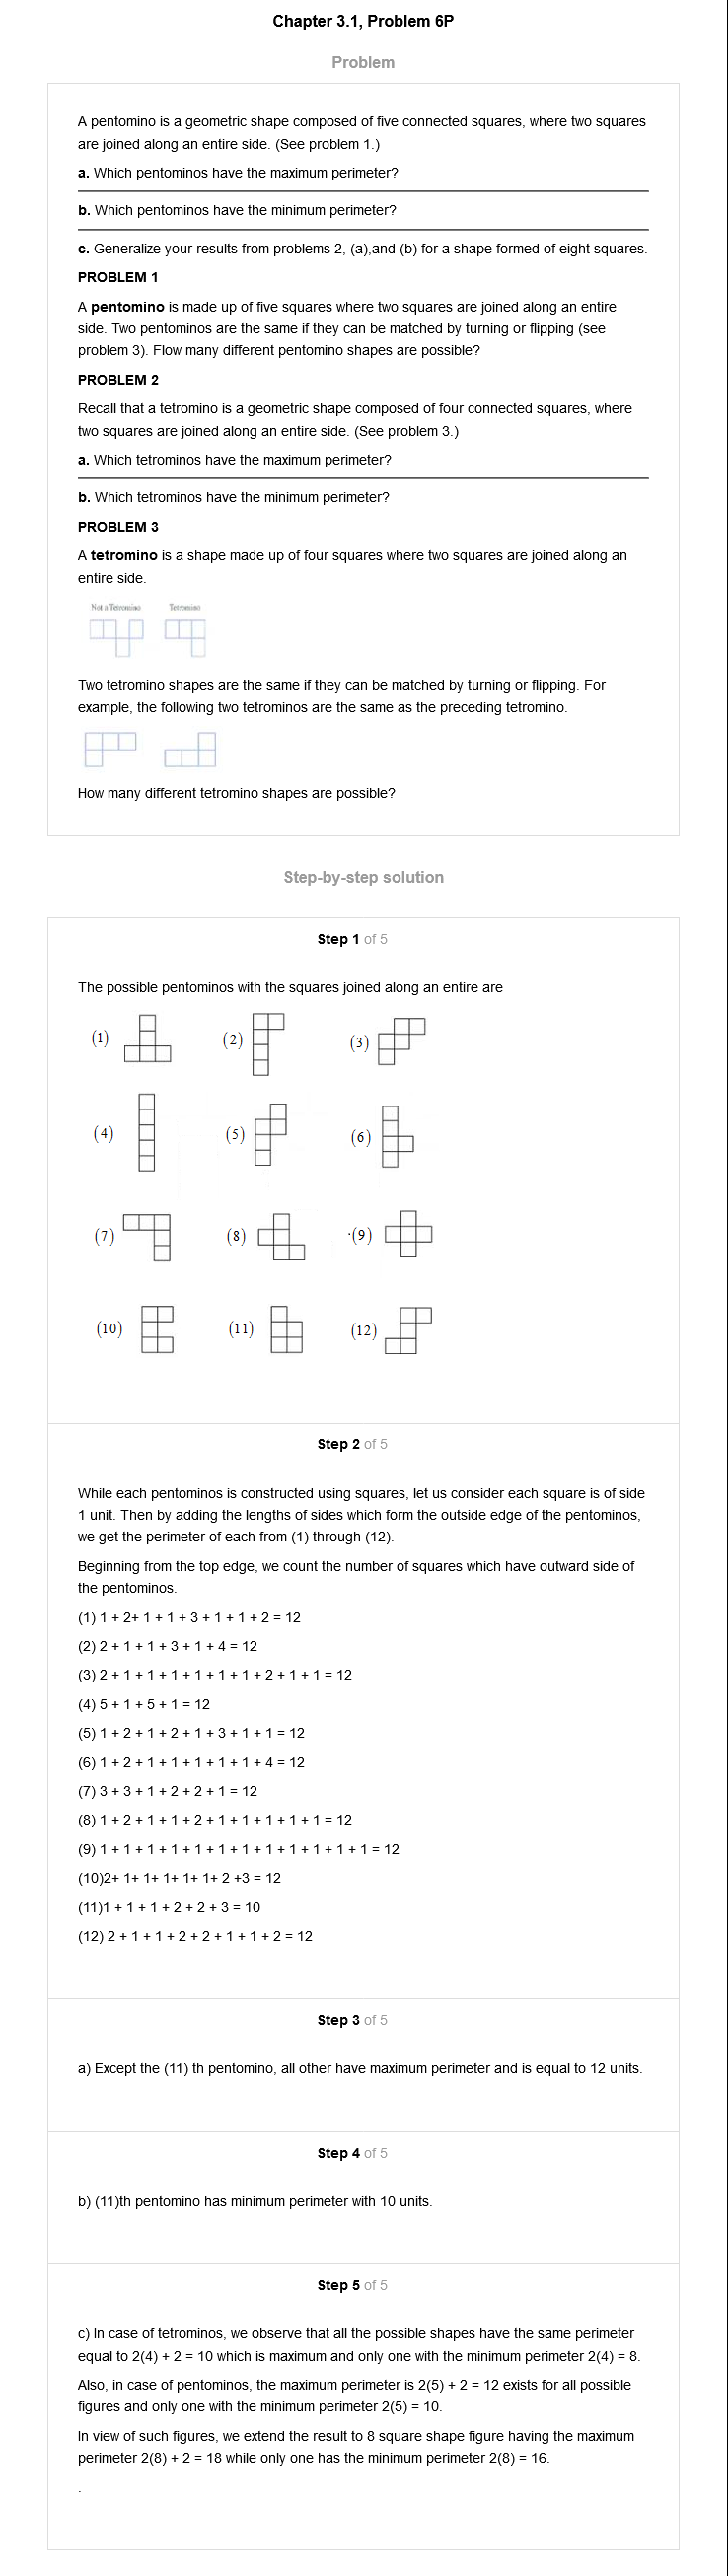 Chapter 3.1, Problem 6P
Problem
A pentomino is a geometric shape composed of five connected squares, where two squares
are joined along an entire side. (See problem 1.)
a. Which pentominos have the maximum perimeter?
b. Which pentominos have the minimum perimeter?
c. Generalize your results from problems 2, (a),and (b) for a shape formed of eight squares.
PROBLEM 1
A pentomino is made up of five squares where two squares are joined along an entire
side. Two pentominos are the same if they can be matched by turning or flipping (see
problem 3). Flow many different pentomino shapes are possible?
PROBLEM 2
Recall that a tetromino is a geometric shape composed of four connected squares, where
two squares are joined along an entire side. (See problem 3.)
a. Which tetrominos have the maximum perimeter?
b. Which tetrominos have the minimum perimeter?
PROBLEM 3
A tetromino is a shape made up of four squares where two squares are joined along an
entire side.
Not a Tetromino Tetromino
Two tetromino shapes are the same if they can be matched by turning or flipping. For
example, the following two tetrominos are the same as the preceding tetromino.
How many different tetromino shapes are possible?
Step-by-step solution
Step 1 of 5
The possible pentominos with the squares joined along an entire are
(1) (2) (3)
(4) (5) (6)
(7) (8) ·(9)
(10) (11) (12)
Step 2 of 5
While each pentominos is constructed using squares, let us consider each square is of side
1 unit. Then by adding the lengths of sides which form the outside edge of the pentominos,
we get the perimeter of each from (1) through (12).
Beginning from the top edge, we count the number of squares which have outward side of
the pentominos.
(1) 1 + 2+ 1 + 1 + 3 + 1 + 1 + 2 = 12
(2) 2 + 1 + 1 + 3 + 1 + 4 = 12
(3) 2 + 1 + 1 + 1 + 1 + 1 + 1 + 2 + 1 + 1 = 12
(4) 5 + 1 + 5 + 1 = 12
(5) 1 + 2 + 1 + 2 + 1 + 3 + 1 + 1 = 12
(6) 1 + 2 + 1 + 1 + 1 + 1 + 1 + 4 = 12
(7) 3 + 3 + 1 + 2 + 2 + 1 = 12
(8) 1 + 2 + 1 + 1 + 2 + 1 + 1 + 1 + 1 + 1 = 12
(9) 1 + 1 + 1 + 1 + 1 + 1 + 1 + 1 + 1 + 1 + 1 + 1 = 12
(10)2+ 1+ 1+ 1+ 1+ 1+ 2 +3 = 12
(11)1 + 1 + 1 + 2 + 2 + 3 = 10
(12) 2 + 1 + 1 + 2 + 2 + 1 + 1 + 2 = 12
Step 3 of 5
a) Except the (11) th pentomino, all other have maximum perimeter and is equal to 12 units.
Step 4 of 5
b) (11)th pentomino has minimum perimeter with 10 units.
Step 5 of 5
c) In case of tetrominos, we observe that all the possible shapes have the same perimeter
equal to 2(4) + 2 = 10 which is maximum and only one with the minimum perimeter 2(4) = 8.
Also, in case of pentominos, the maximum perimeter is 2(5) + 2 = 12 exists for all possible
figures and only one with the minimum perimeter 2(5) = 10.
In view of such figures, we extend the result to 8 square shape figure having the maximum
perimeter 2(8) + 2 = 18 while only one has the minimum perimeter 2(8) = 16.
.